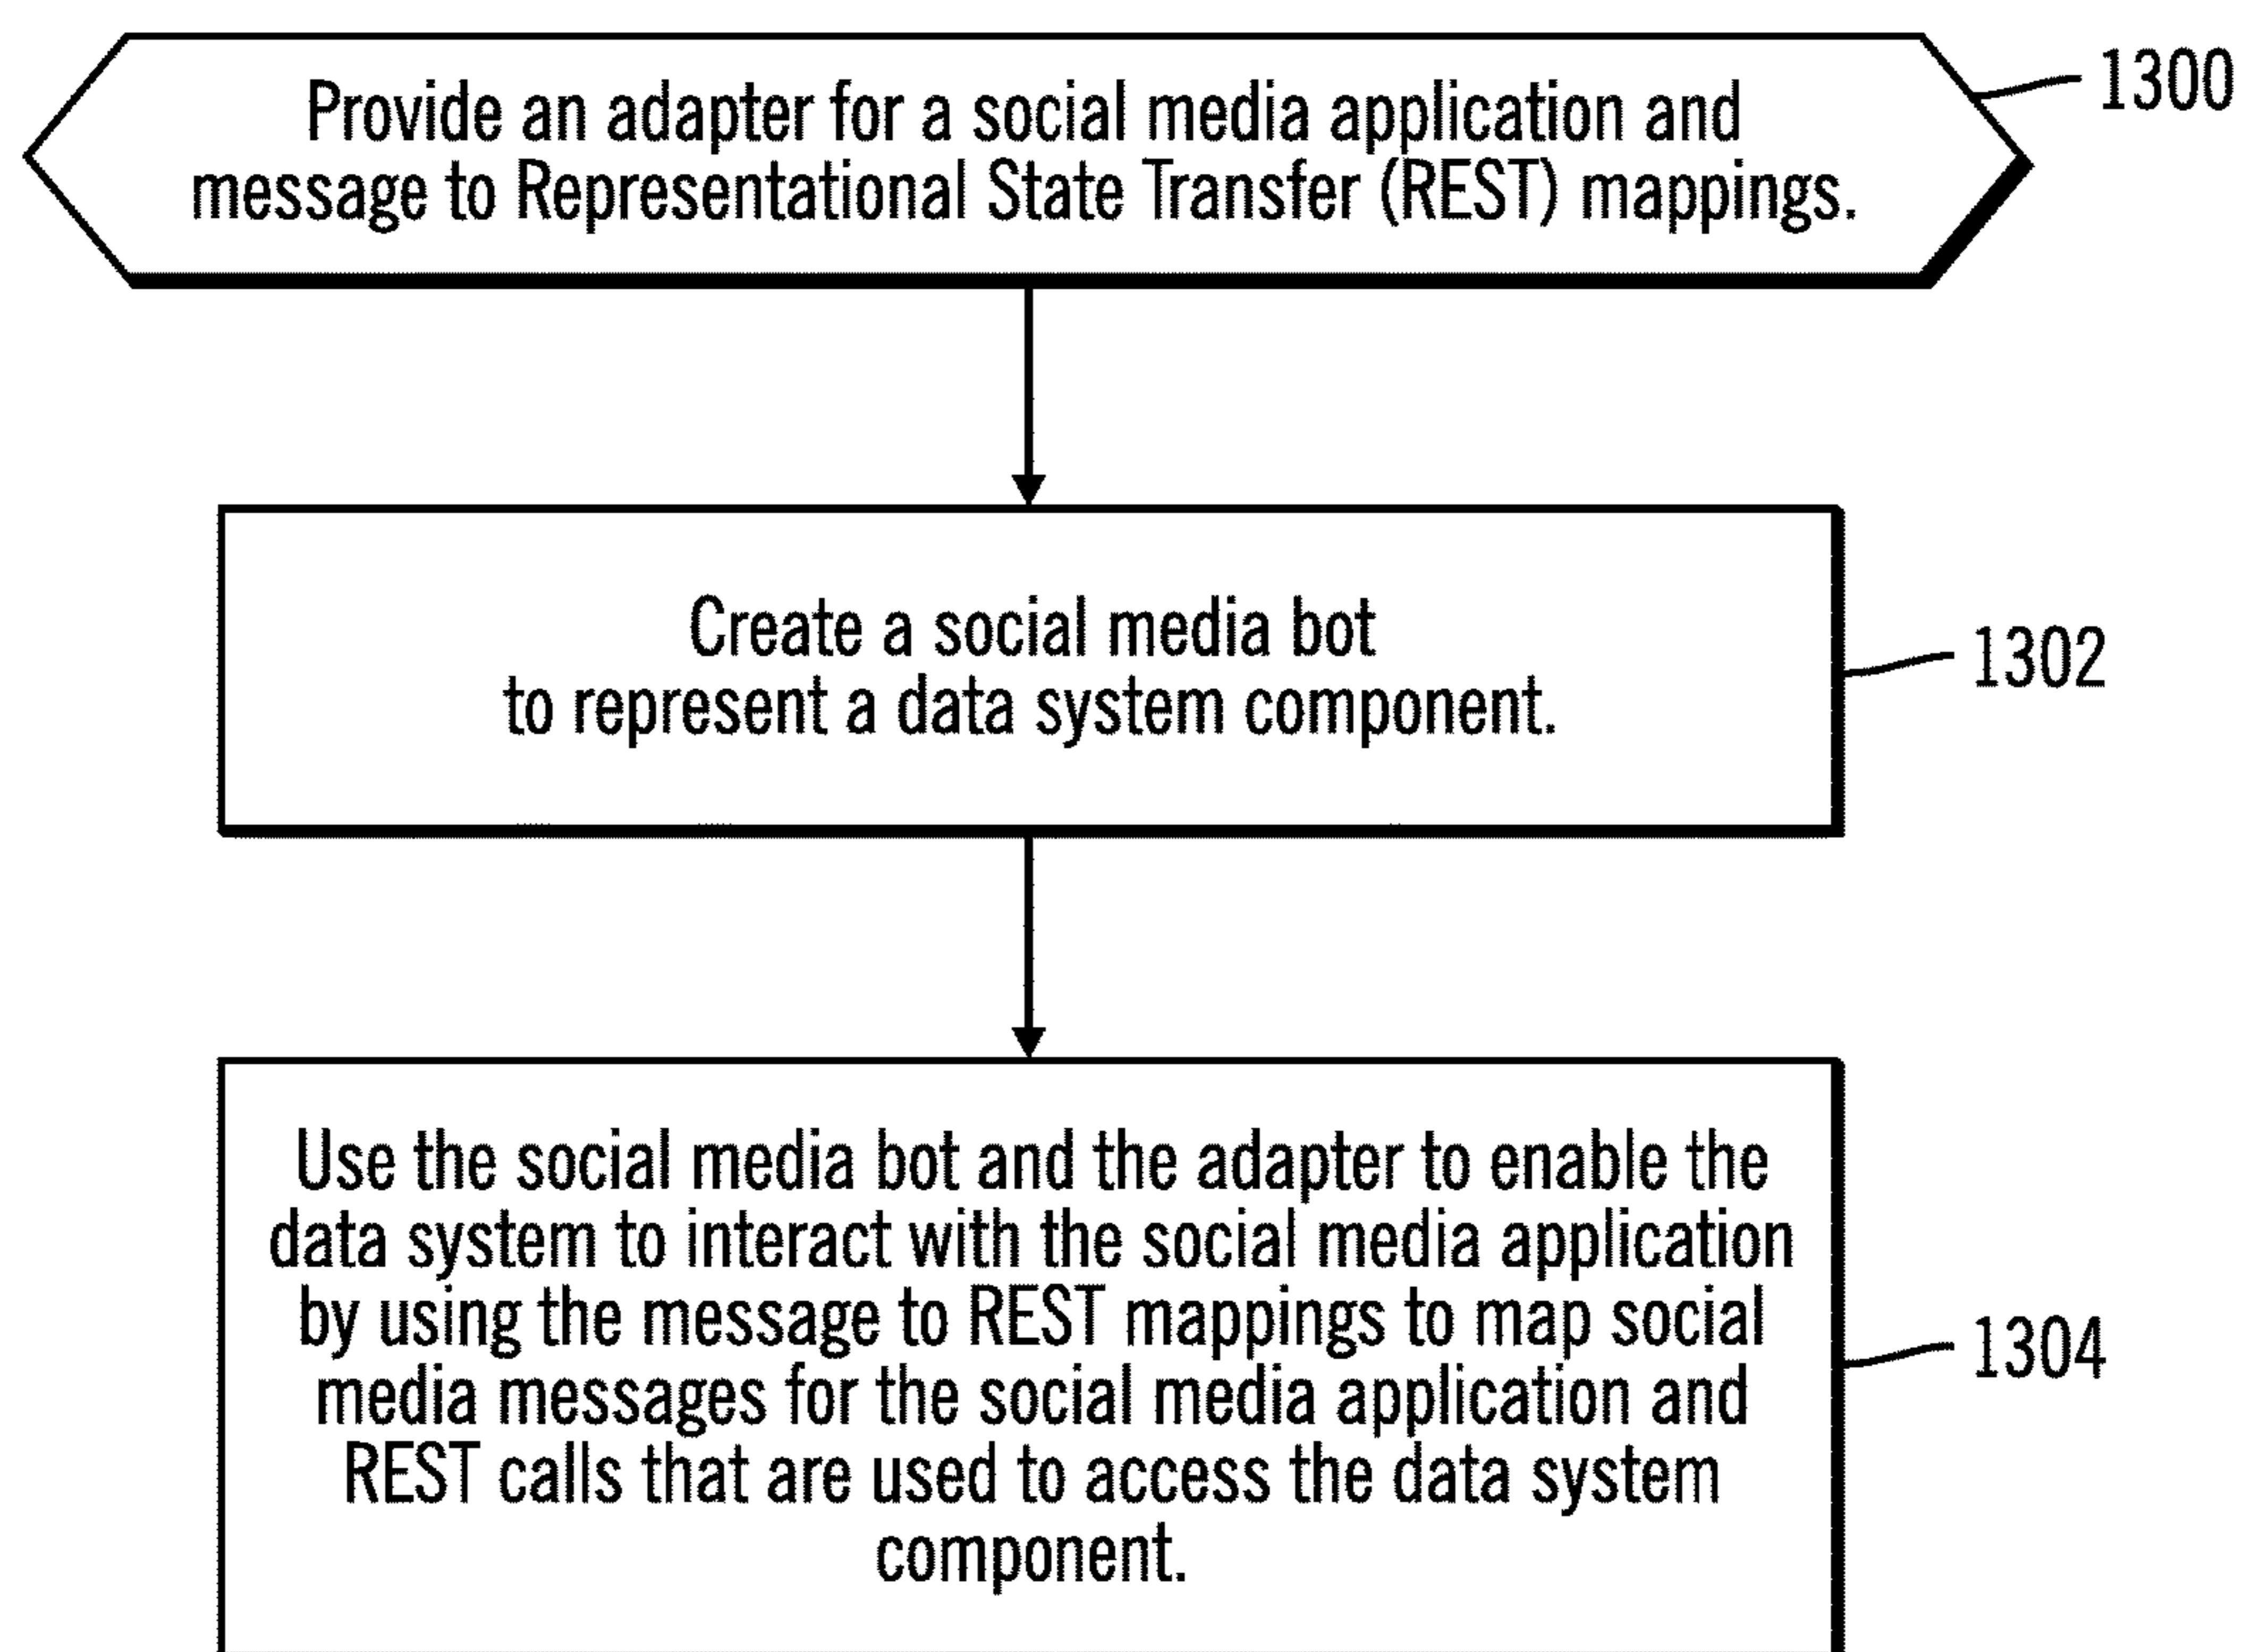 Provide an adapter for a social media application and
message to Representational State Transfer (REST) mappings.
1300
Create a social media bot
to represent a data system component.
1302
Use the social media bot and the adapter to enable the
data system to interact with the social media application
by using the message to REST mappings to map social
media messages for the social media application and
REST calls that are used to access the data system
component.
1304